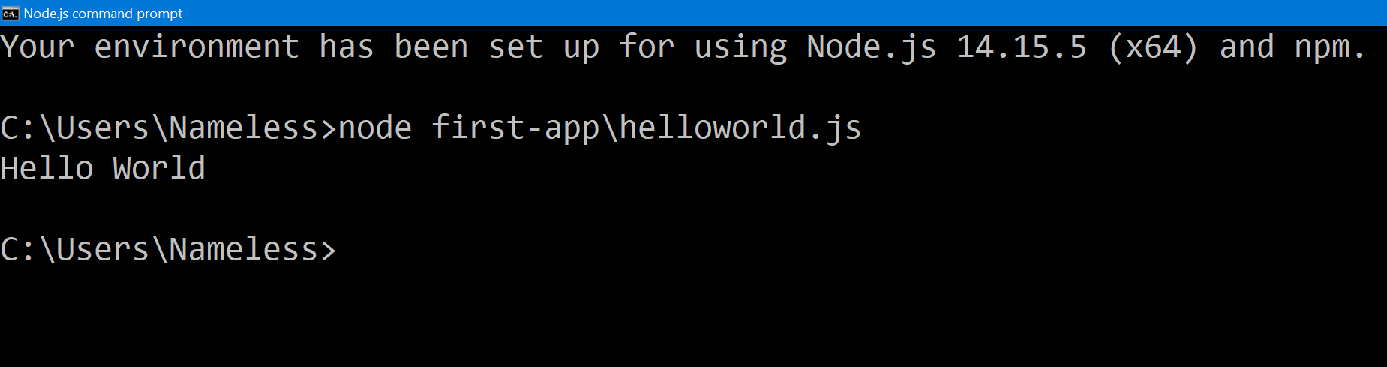 Node.js command prompt
Your environment has been set up for using Node.js 14.15.5 (x64) and npm.
C:\Users\Nameless>node first-app\helloworld.js
Hello World
C:\Users\Nameless>